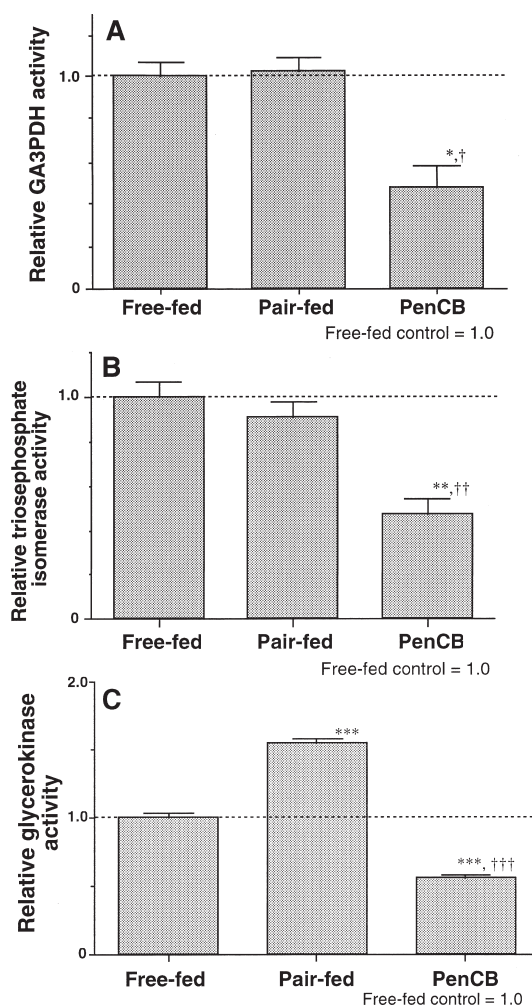 A
Relative GA3PDH activity
1.0
*,†
0
Free-fed Pair-fed PenCB
Free-fed control = 1.0
B
Relative triosephosphate
isomerase activity
1.0
**,††
0
Free-fed Pair-fed PenCB
Free-fed control = 1.0
C
Relative glycerokinase
activity
2.0
***
1.0
***, †††
0
Free-fed Pair-fed PenCB
Free-fed control = 1.0